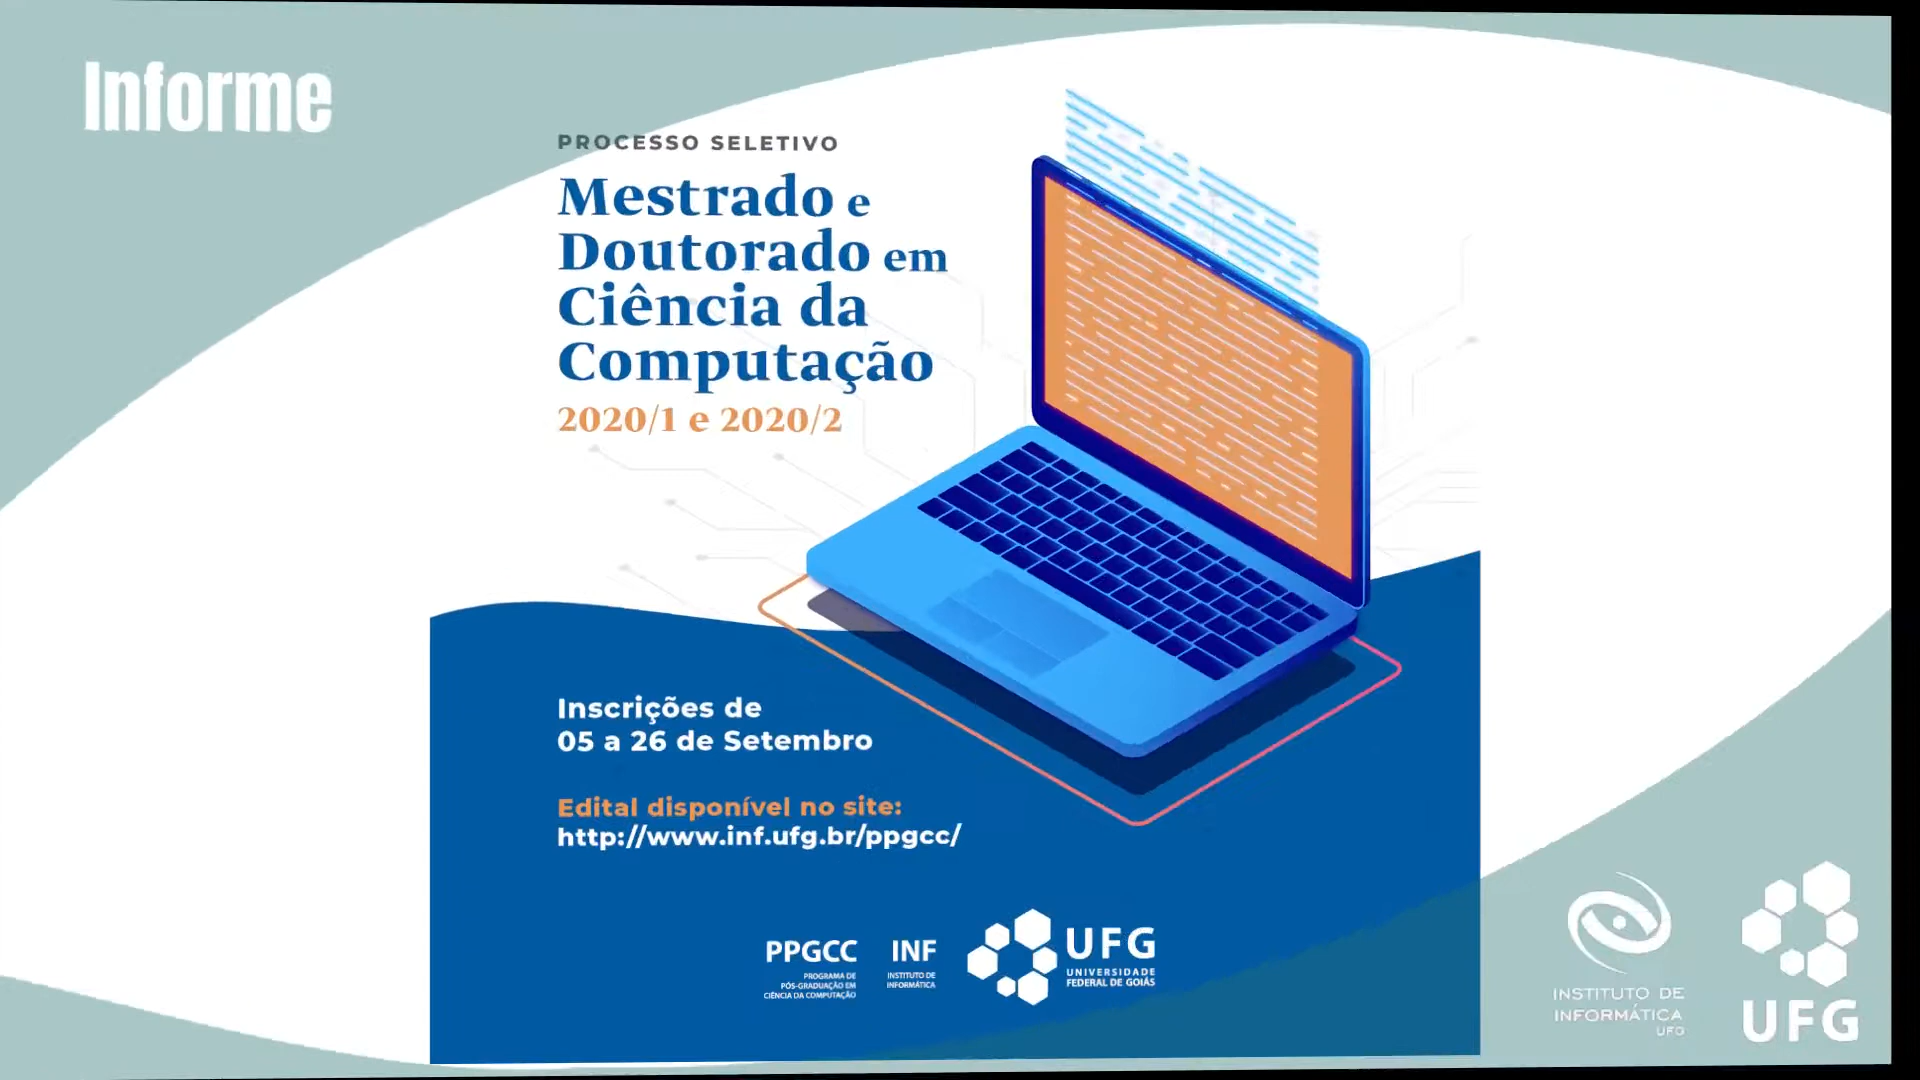 Informe
PROCESSO SELETIVO
Mestrado e
Doutorado em
Ciência da
Computação
2020/1 e 2020/2
Inscrições de
05 a 26 de Setembro
Edital disponível no site:
http://www.inf.ufg.br/ppgcc/
PPGCC
PROGRAMA DE
PÓS-GRADUAÇÃO EM
CIÊNCIA DA COMPUTAÇÃO
INF
INSTITUTO DE
INFORMÁTICA
UFG
UNIVERSIDADE
FEDERAL DE GOIÁS
INSTITUTO DE
INFORMÁTICA
UFG
UFG